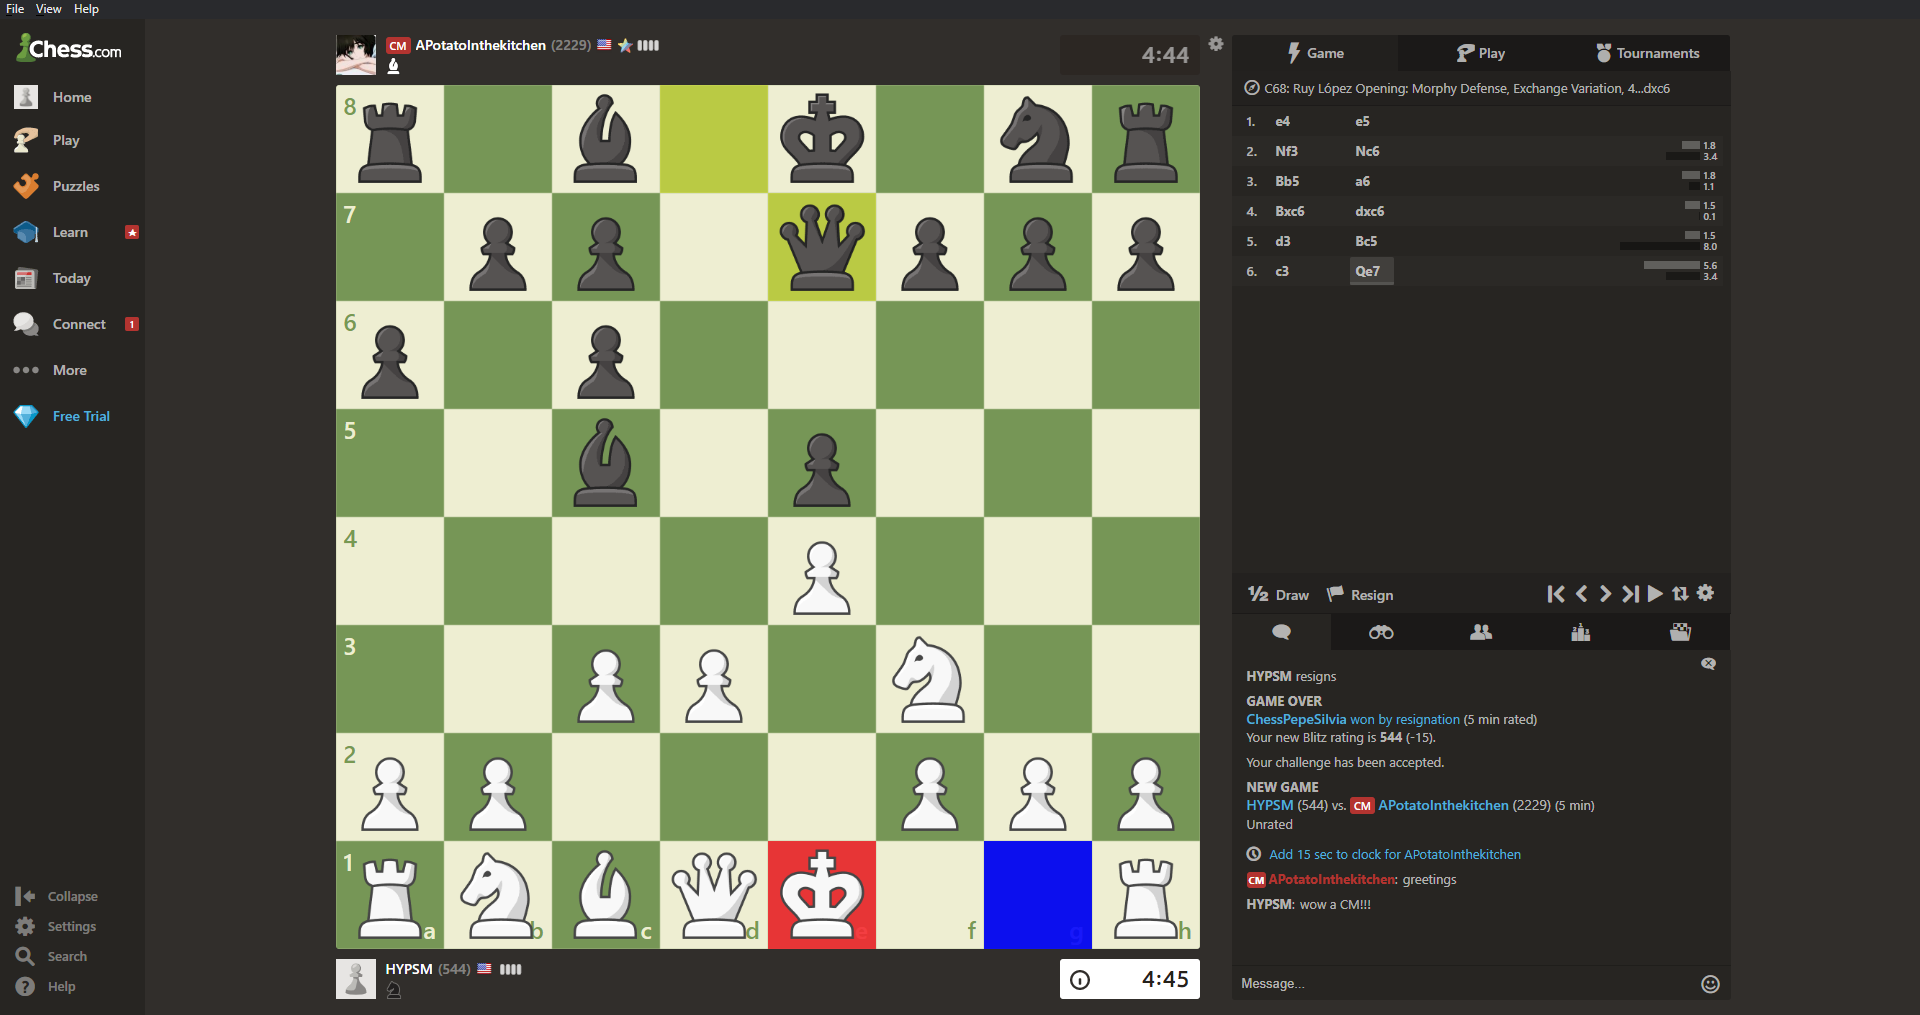 File View Help
Chess.com
Home
Play
Puzzles
Learn
Today
Connect 1
More
Free Trial
Collapse
Settings
Search
Help
CM APotatoInthekitchen (2229)
4:44
8
7
6
5
4
3
2
1
a b c d e f g h
HYPSM (544)
4:45
Game Play Tournaments
C68: Ruy López Opening: Morphy Defense, Exchange Variation, 4...dxc6
1. e4 e5
2. Nf3 Nc6 1.8
3.4
3. Bb5 a6 1.8
1.1
4. Bxc6 dxc6 1.5
0.1
5. d3 Bc5 1.5
8.0
6. c3 Qe7 5.6
3.4
½ Draw Resign
HYPSM resigns
GAME OVER
ChessPepeSilvia won by resignation (5 min rated)
Your new Blitz rating is 544 (-15).
Your challenge has been accepted.
NEW GAME
HYPSM (544) vs. CM APotatoInthekitchen (2229) (5 min)
Unrated
Add 15 sec to clock for APotatoInthekitchen
CM APotatoInthekitchen: greetings
HYPSM: wow a CM!!!
Message...